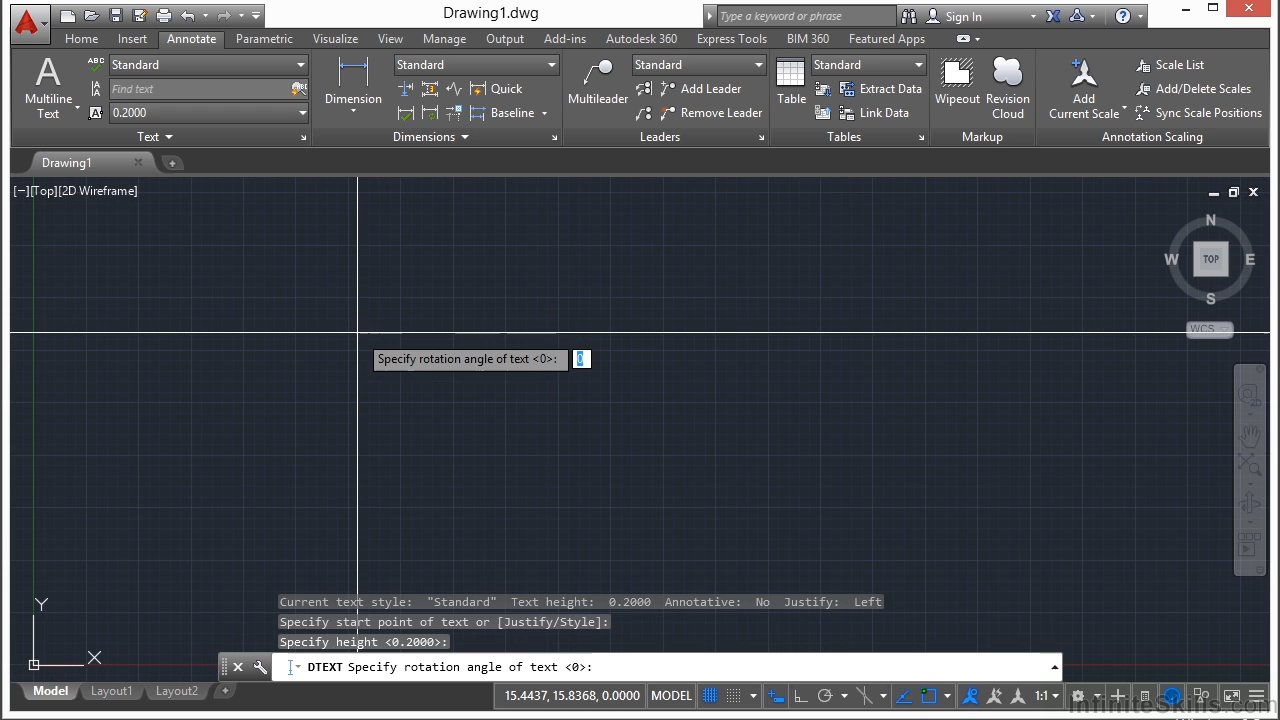 Drawing1.dwg
Type a keyword or phrase
Sign In
Home Insert Annotate Parametric Visualize View Manage Output Add-ins Autodesk 360 Express Tools BIM 360 Featured Apps
Multiline Text
ABC Standard
Find text
0.2000
Text
Dimension
Standard
Quick
Baseline
Dimensions
Multileader
Standard
Add Leader
Remove Leader
Leaders
Table
Standard
Extract Data
Link Data
Tables
Wipeout
Revision Cloud
Markup
Add Current Scale
Scale List
Add/Delete Scales
Sync Scale Positions
Annotation Scaling
Drawing1
[−][Top][2D Wireframe]
N
W TOP E
S
WCS
Specify rotation angle of text <0>: 0
Y
X
Current text style: "Standard" Text height: 0.2000 Annotative: No Justify: Left
Specify start point of text or [Justify/Style]:
Specify height <0.2000>:
DTEXT Specify rotation angle of text <0>:
Model Layout1 Layout2
15.4437, 15.8368, 0.0000 MODEL 1:1
InfiniteSkills.com